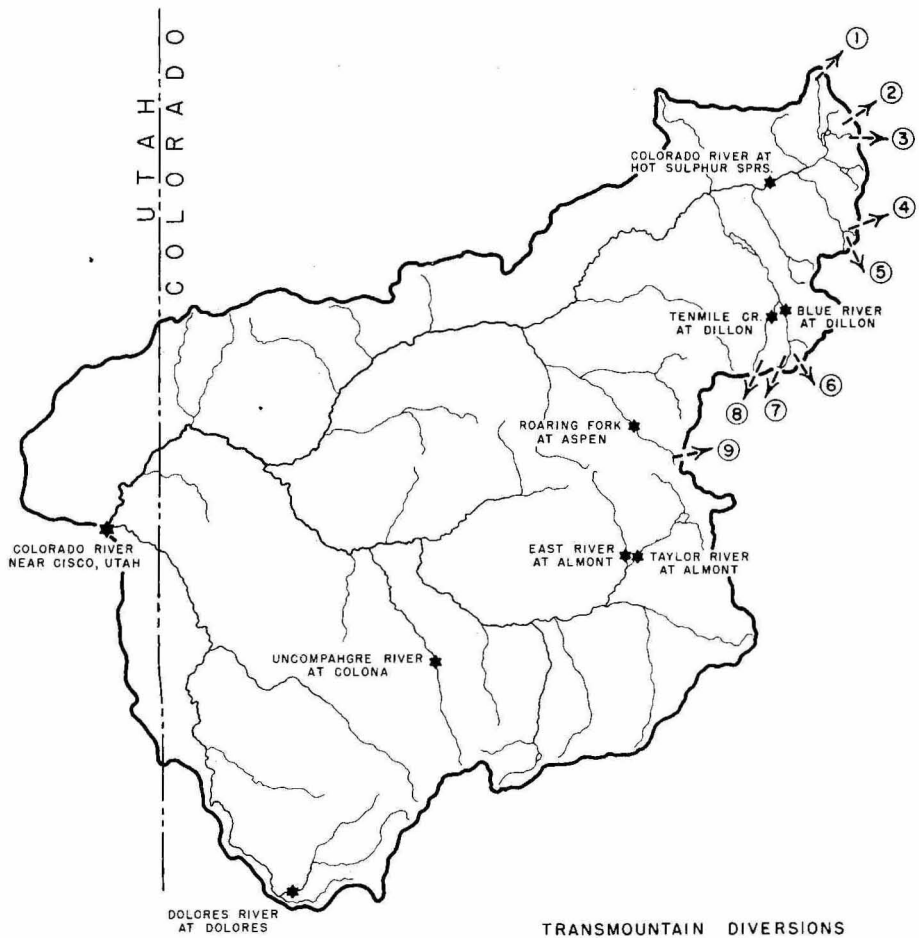 UTAH
COLORADO
①
②
③
COLORADO RIVER AT
HOT SULPHUR SPRS.
④
⑤
TENMILE CR.
AT DILLON
BLUE RIVER
AT DILLON
⑥
⑦
⑧
ROARING FORK
AT ASPEN
⑨
COLORADO RIVER
NEAR CISCO, UTAH
EAST RIVER
AT ALMONT
TAYLOR RIVER
AT ALMONT
UNCOMPAHGRE RIVER
AT COLONA
DOLORES RIVER
AT DOLORES
TRANSMOUNTAIN DIVERSIONS